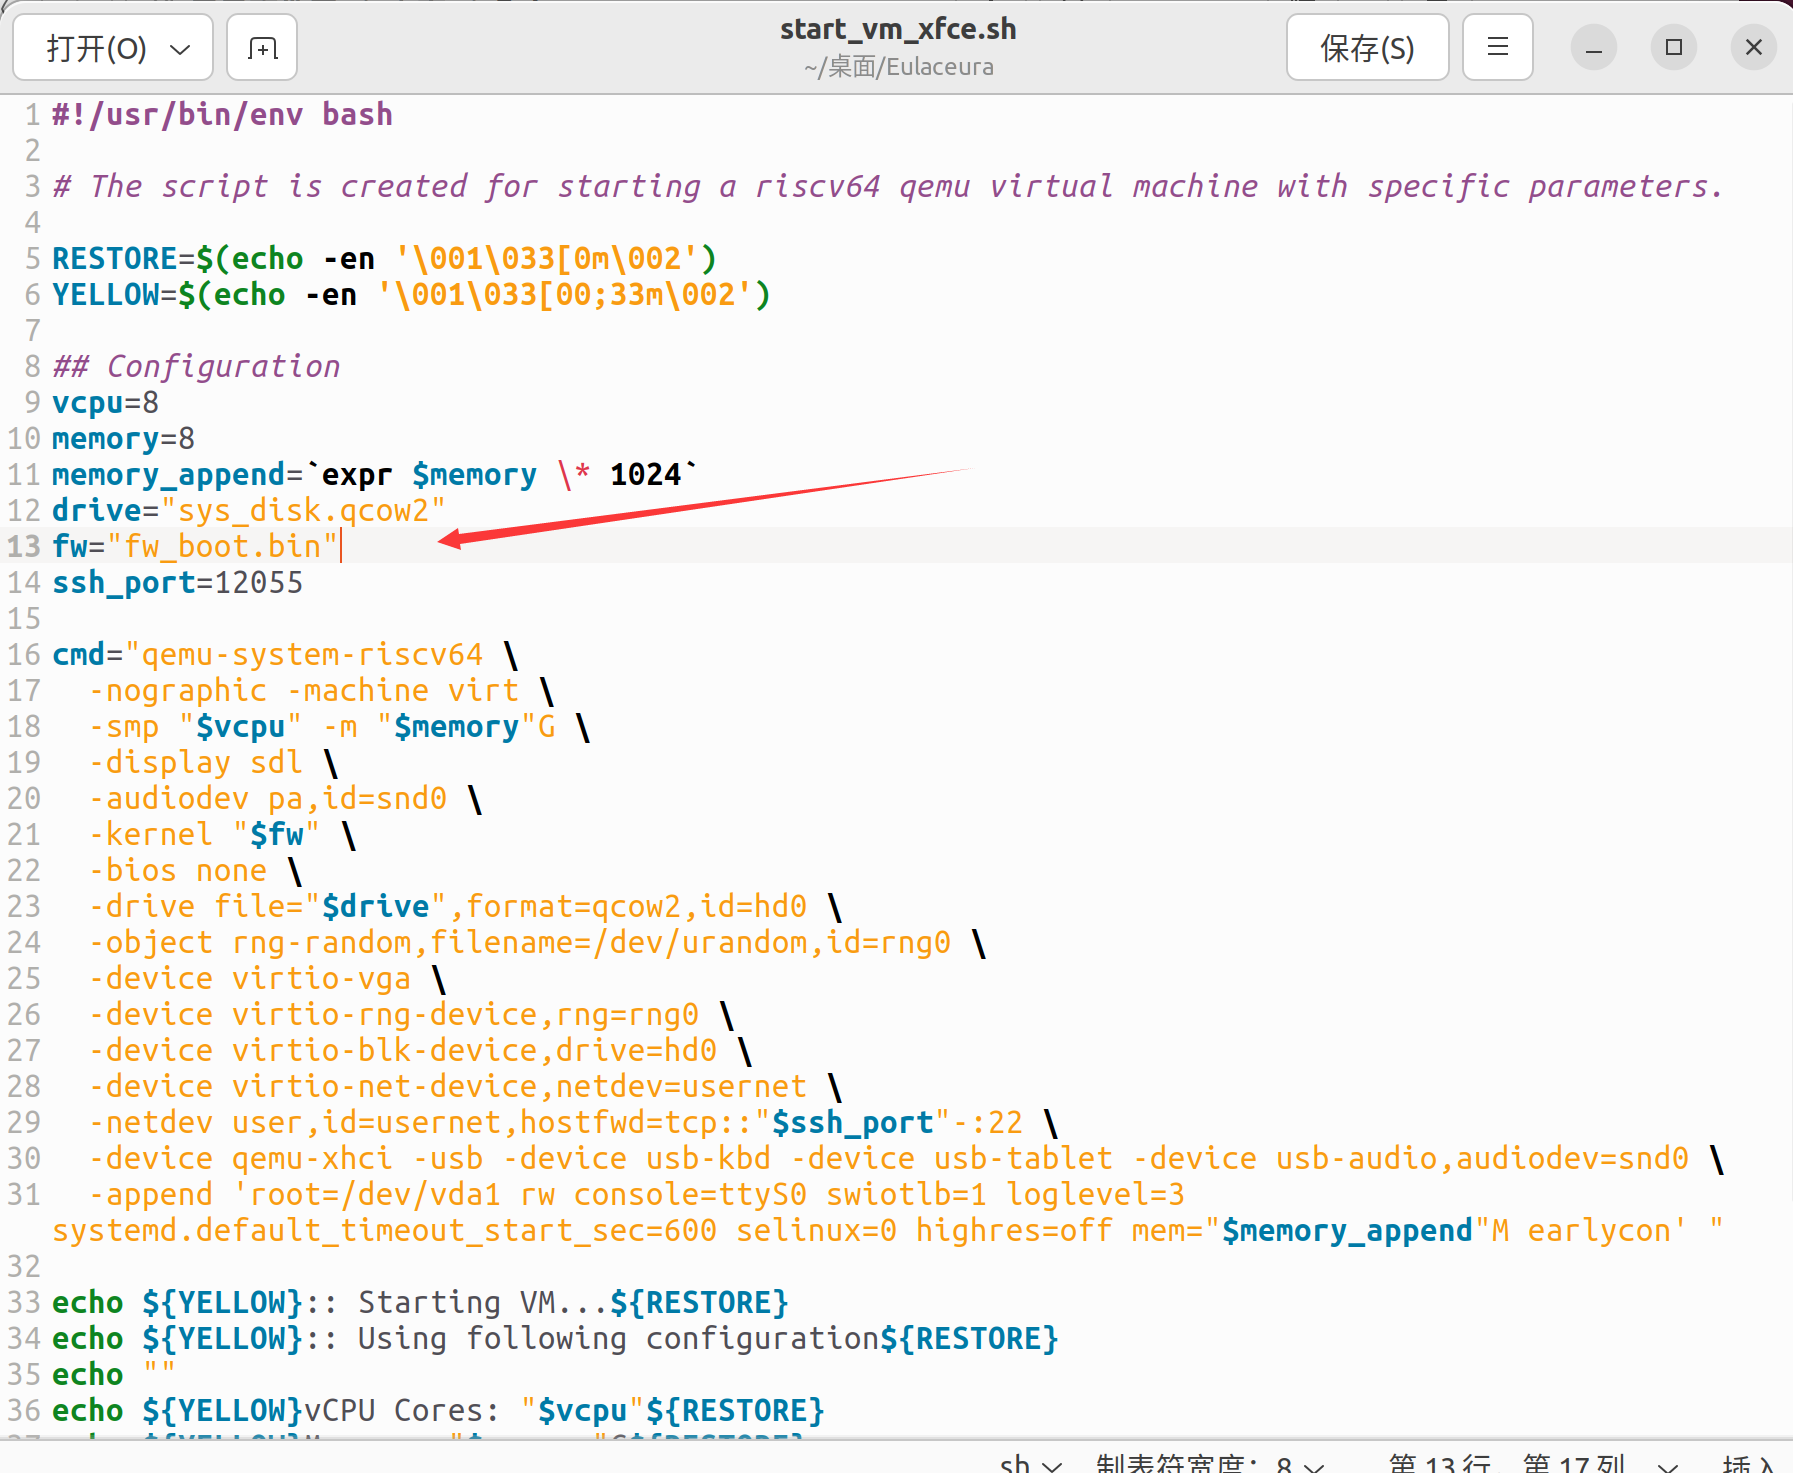 打开(O)
start_vm_xfce.sh
~/桌面/Eulaceura
保存(S)
1 #!/usr/bin/env bash
2
3 # The script is created for starting a riscv64 qemu virtual machine with specific parameters.
4
5 RESTORE=$(echo -en '\001\033[0m\002')
6 YELLOW=$(echo -en '\001\033[00;33m\002')
7
8 ## Configuration
9 vcpu=8
10 memory=8
11 memory_append=`expr $memory \* 1024`
12 drive="sys_disk.qcow2"
13 fw="fw_boot.bin"
14 ssh_port=12055
15
16 cmd="qemu-system-riscv64 \
17   -nographic -machine virt \
18   -smp "$vcpu" -m "$memory"G \
19   -display sdl \
20   -audiodev pa,id=snd0 \
21   -kernel "$fw" \
22   -bios none \
23   -drive file="$drive",format=qcow2,id=hd0 \
24   -object rng-random,filename=/dev/urandom,id=rng0 \
25   -device virtio-vga \
26   -device virtio-rng-device,rng=rng0 \
27   -device virtio-blk-device,drive=hd0 \
28   -device virtio-net-device,netdev=usernet \
29   -netdev user,id=usernet,hostfwd=tcp::"$ssh_port"-:22 \
30   -device qemu-xhci -usb -device usb-kbd -device usb-tablet -device usb-audio,audiodev=snd0 \
31   -append 'root=/dev/vda1 rw console=ttyS0 swiotlb=1 loglevel=3
systemd.default_timeout_start_sec=600 selinux=0 highres=off mem="$memory_append"M earlycon' "
32
33 echo ${YELLOW}:: Starting VM...${RESTORE}
34 echo ${YELLOW}:: Using following configuration${RESTORE}
35 echo ""
36 echo ${YELLOW}vCPU Cores: "$vcpu"${RESTORE}
sh 制表符宽度：8 第 13 行，第 17 列 插入